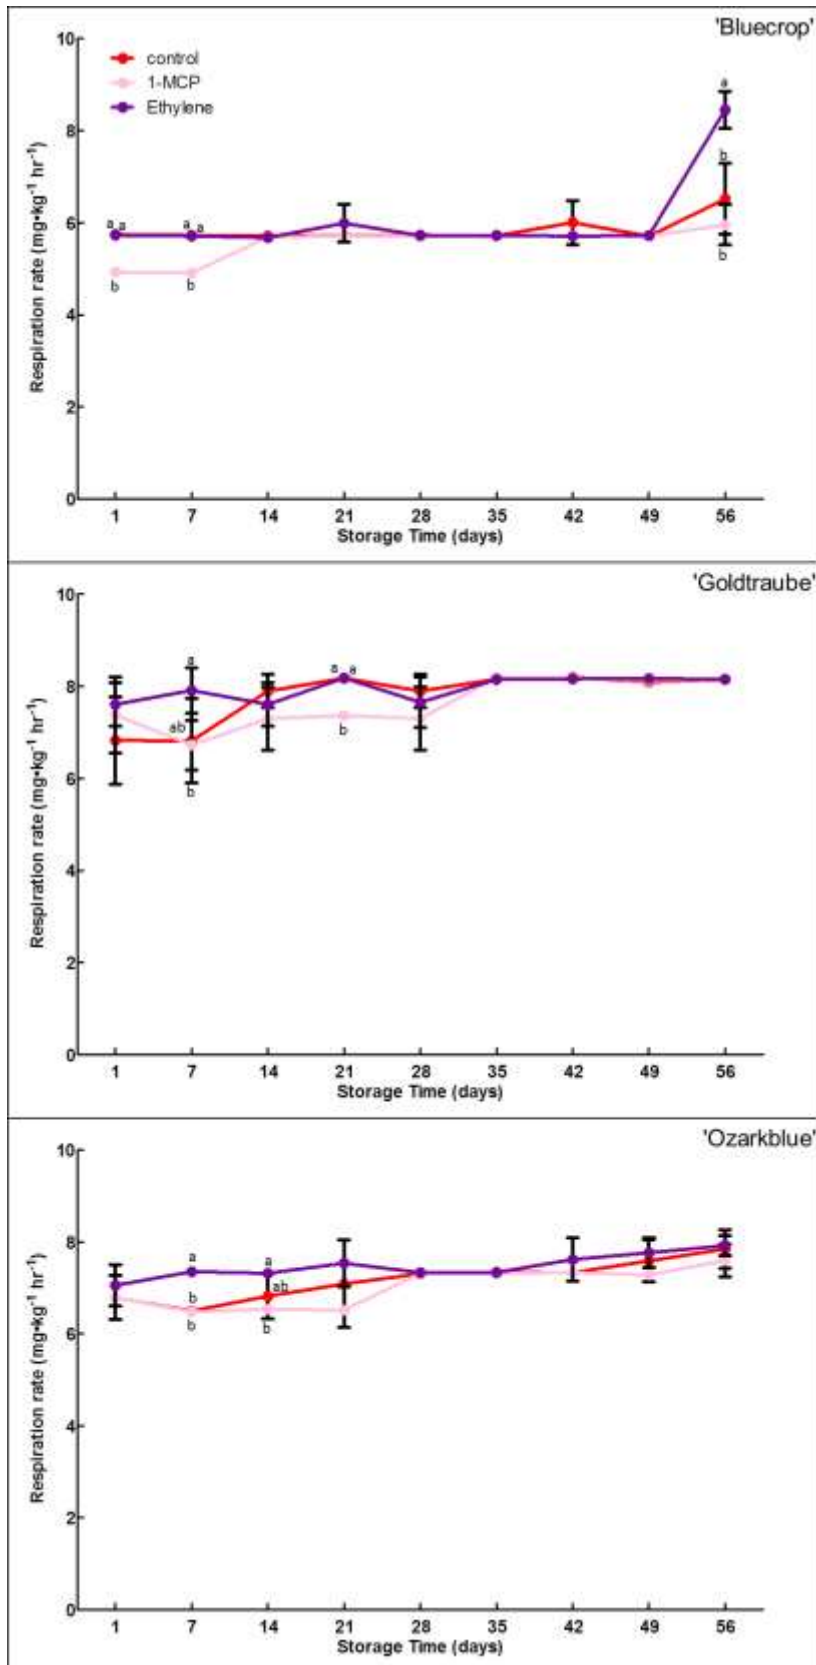 'Bluecrop'
control
1-MCP
Ethylene
Respiration rate (mg•kg⁻¹ hr⁻¹)
10
8
6
4
2
0
a
b
a a
a a
b
b
b
1 7 14 21 28 35 42 49 56
Storage Time (days)
'Goldtraube'
Respiration rate (mg•kg⁻¹ hr⁻¹)
10
8
6
4
2
0
a
a a
ab
b
b
1 7 14 21 28 35 42 49 56
Storage Time (days)
'Ozarkblue'
Respiration rate (mg•kg⁻¹ hr⁻¹)
10
8
6
4
2
0
a
a
ab
b
b
b
1 7 14 21 28 35 42 49 56
Storage Time (days)